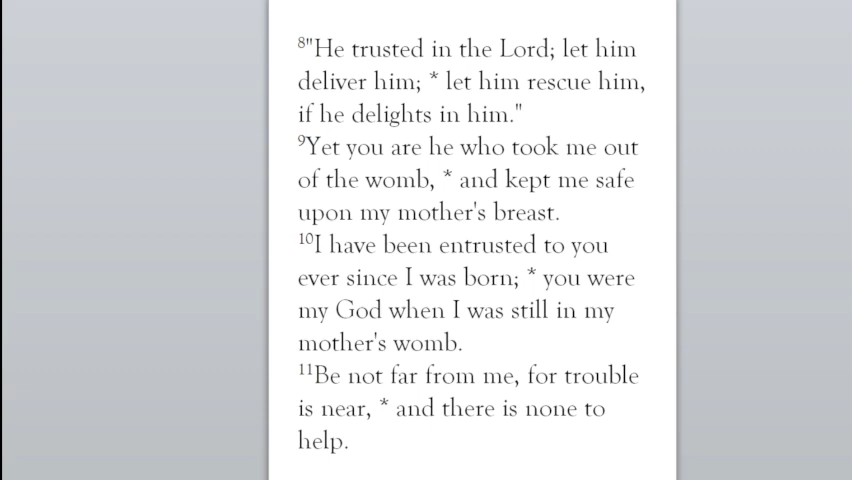 ⁸"He trusted in the Lord; let him
deliver him; * let him rescue him,
if he delights in him."
⁹Yet you are he who took me out
of the womb, * and kept me safe
upon my mother's breast.
¹⁰I have been entrusted to you
ever since I was born; * you were
my God when I was still in my
mother's womb.
¹¹Be not far from me, for trouble
is near, * and there is none to
help.